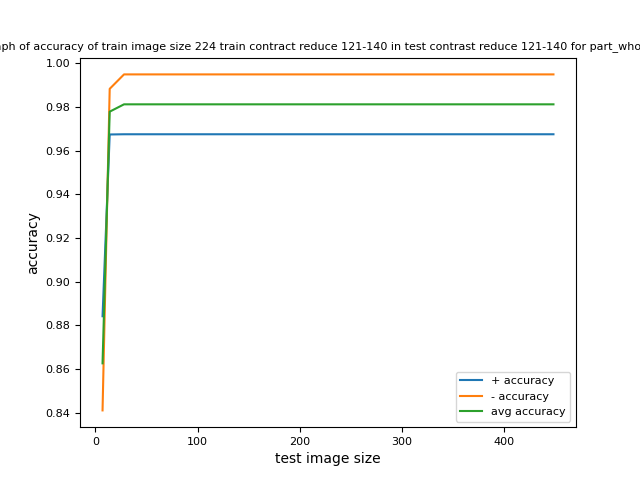 ph of accuracy of train image size 224 train contract reduce 121-140 in test contrast reduce 121-140 for part_who
1.00
0.98
0.96
0.94
0.92
0.90
0.88
0.86
0.84
accuracy
+ accuracy
- accuracy
avg accuracy
0 100 200 300 400
test image size